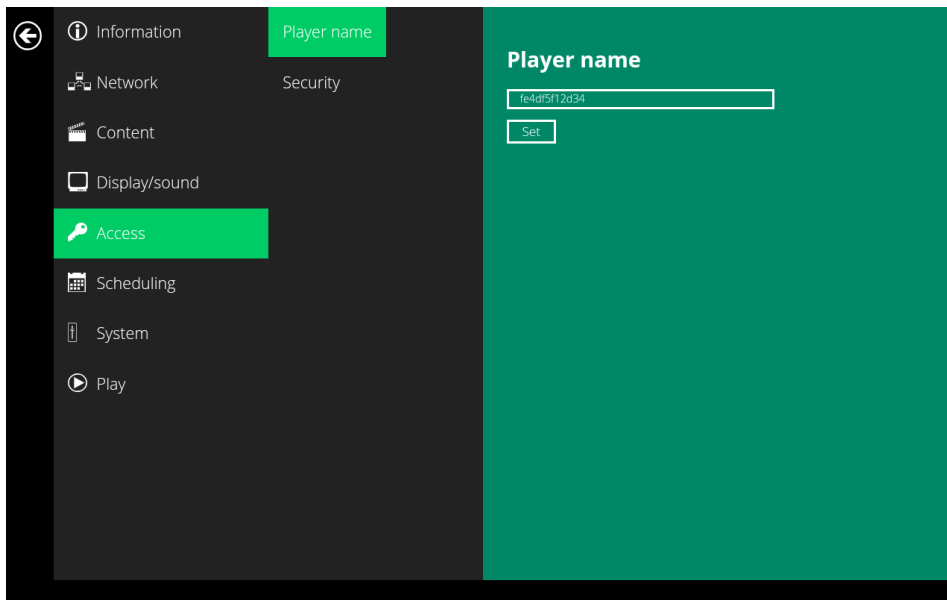 Information
Network
Content
Display/sound
Access
Scheduling
System
Play
Player name
Security
Player name
fe4df5f12d34
Set